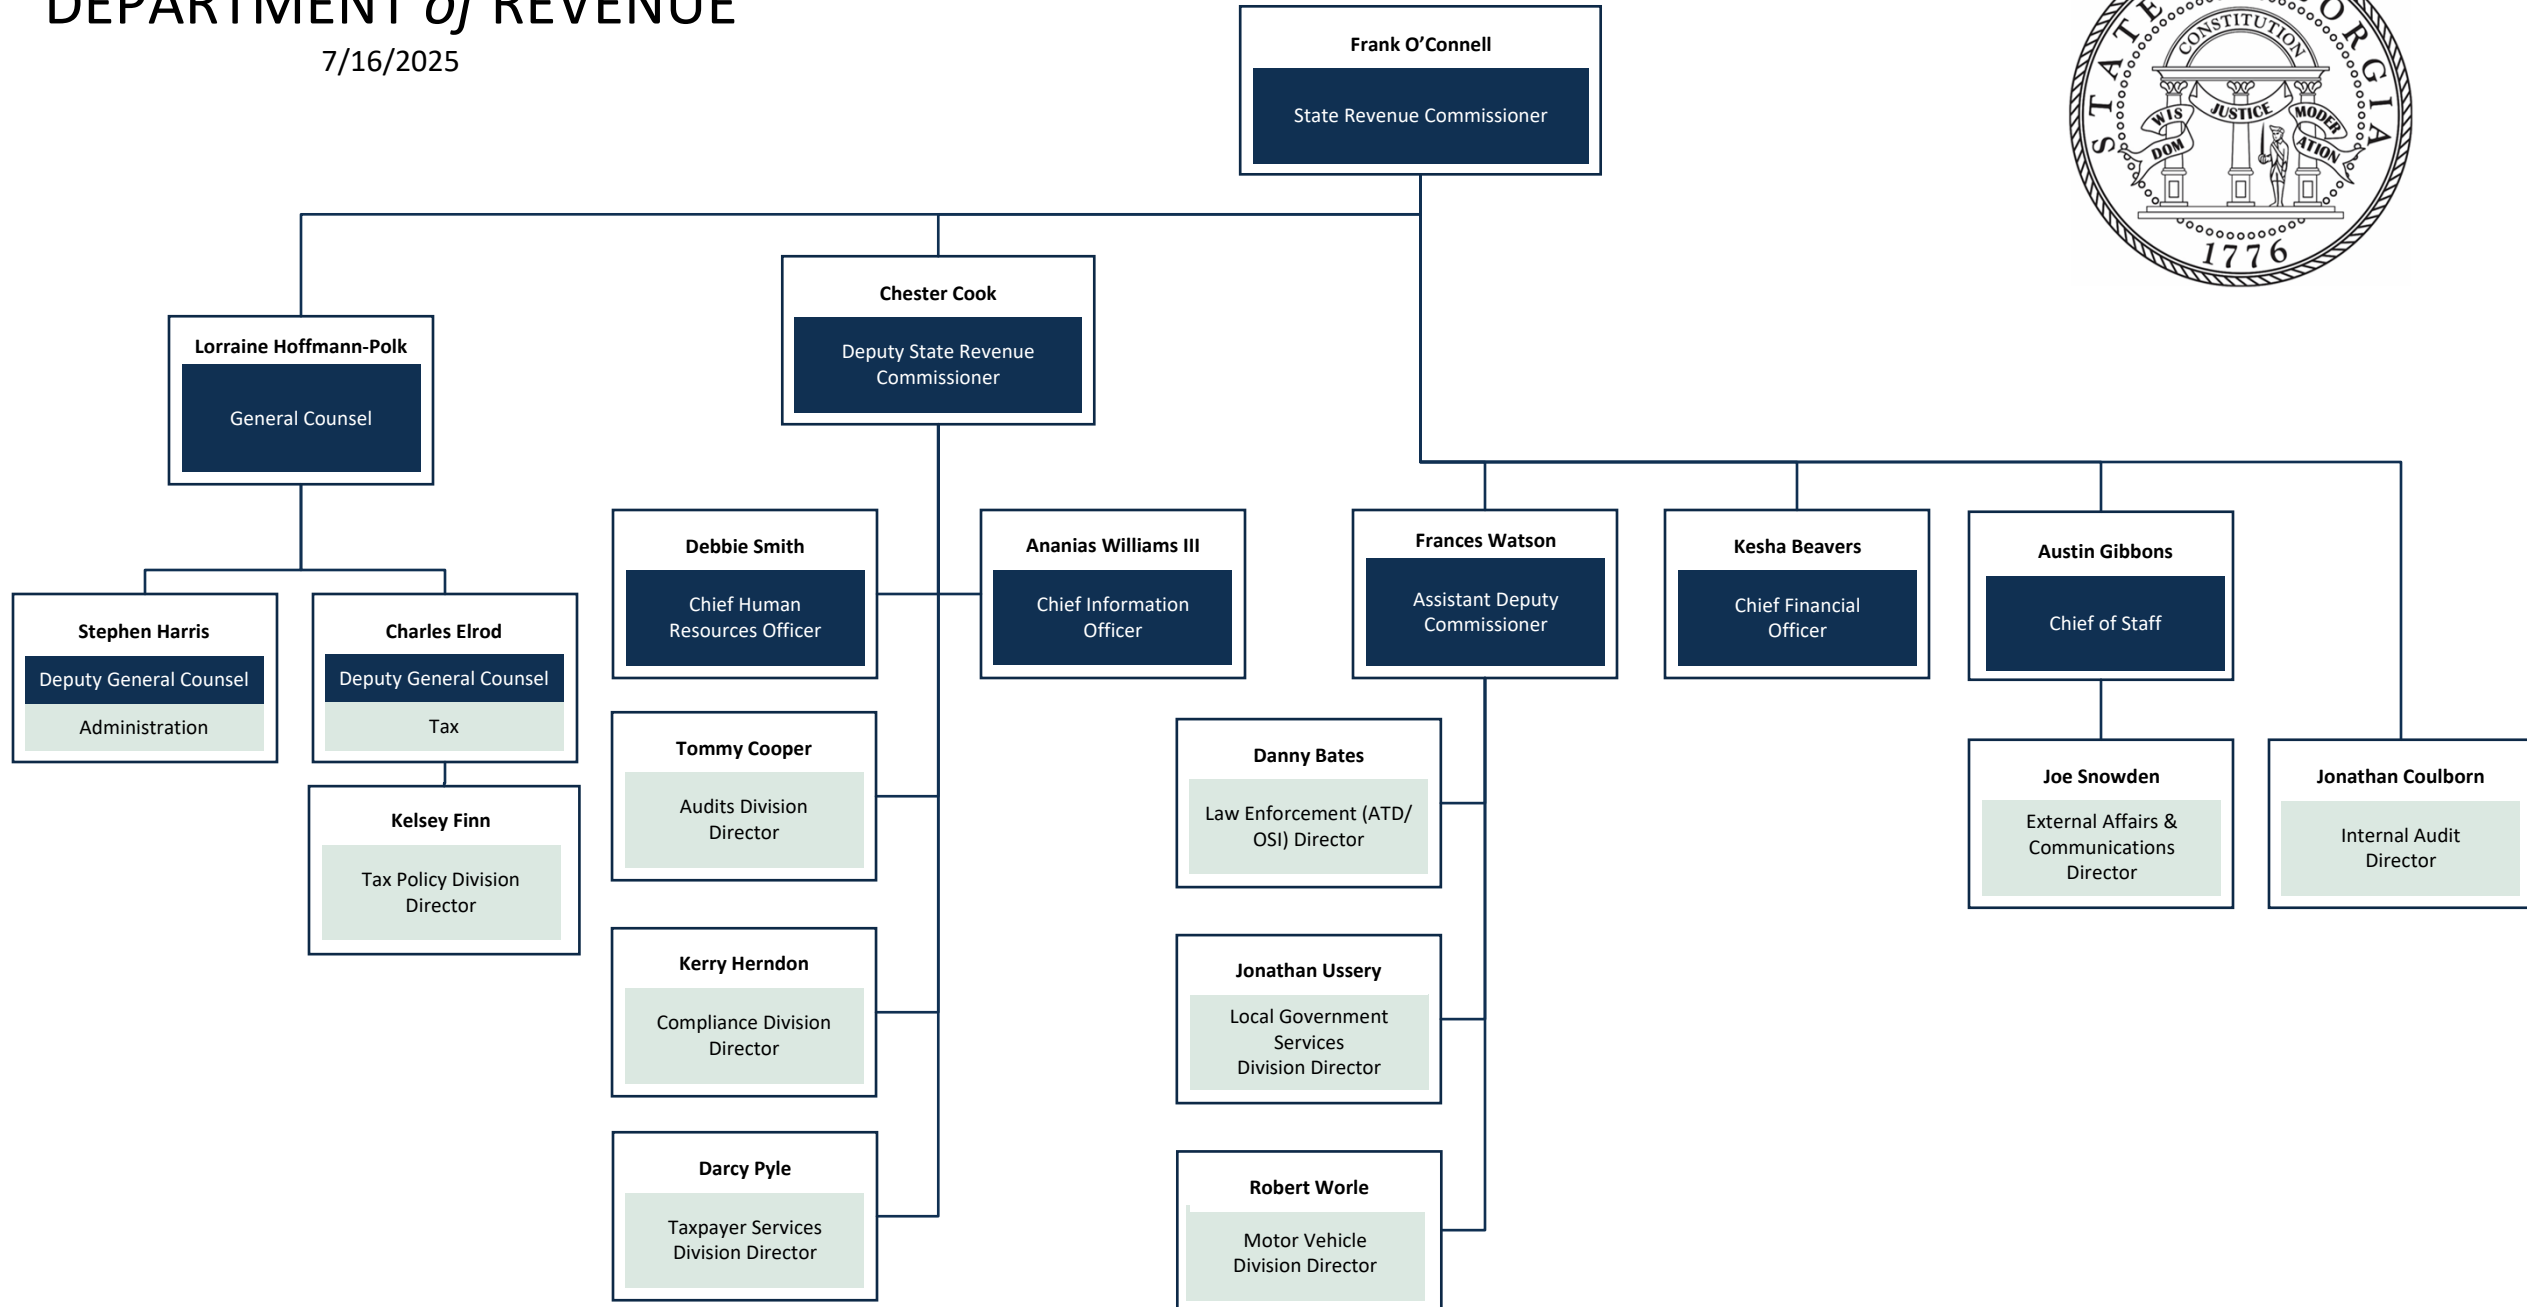 DEPARTMENT of REVENUE
7/16/2025
STATE
ORGIA
CONSTITUTION
WIS
DOM
JUSTICE
MODER
ATION
1776
Frank O’Connell
State Revenue Commissioner
Chester Cook
Deputy State Revenue
Commissioner
Lorraine Hoffmann-Polk
General Counsel
Stephen Harris
Deputy General Counsel
Administration
Charles Elrod
Deputy General Counsel
Tax
Kelsey Finn
Tax Policy Division
Director
Debbie Smith
Chief Human
Resources Officer
Ananias Williams III
Chief Information
Officer
Tommy Cooper
Audits Division
Director
Kerry Herndon
Compliance Division
Director
Darcy Pyle
Taxpayer Services
Division Director
Frances Watson
Assistant Deputy
Commissioner
Danny Bates
Law Enforcement (ATD/
OSI) Director
Jonathan Ussery
Local Government
Services
Division Director
Robert Worle
Motor Vehicle
Division Director
Kesha Beavers
Chief Financial
Officer
Austin Gibbons
Chief of Staff
Joe Snowden
External Affairs &
Communications
Director
Jonathan Coulborn
Internal Audit
Director